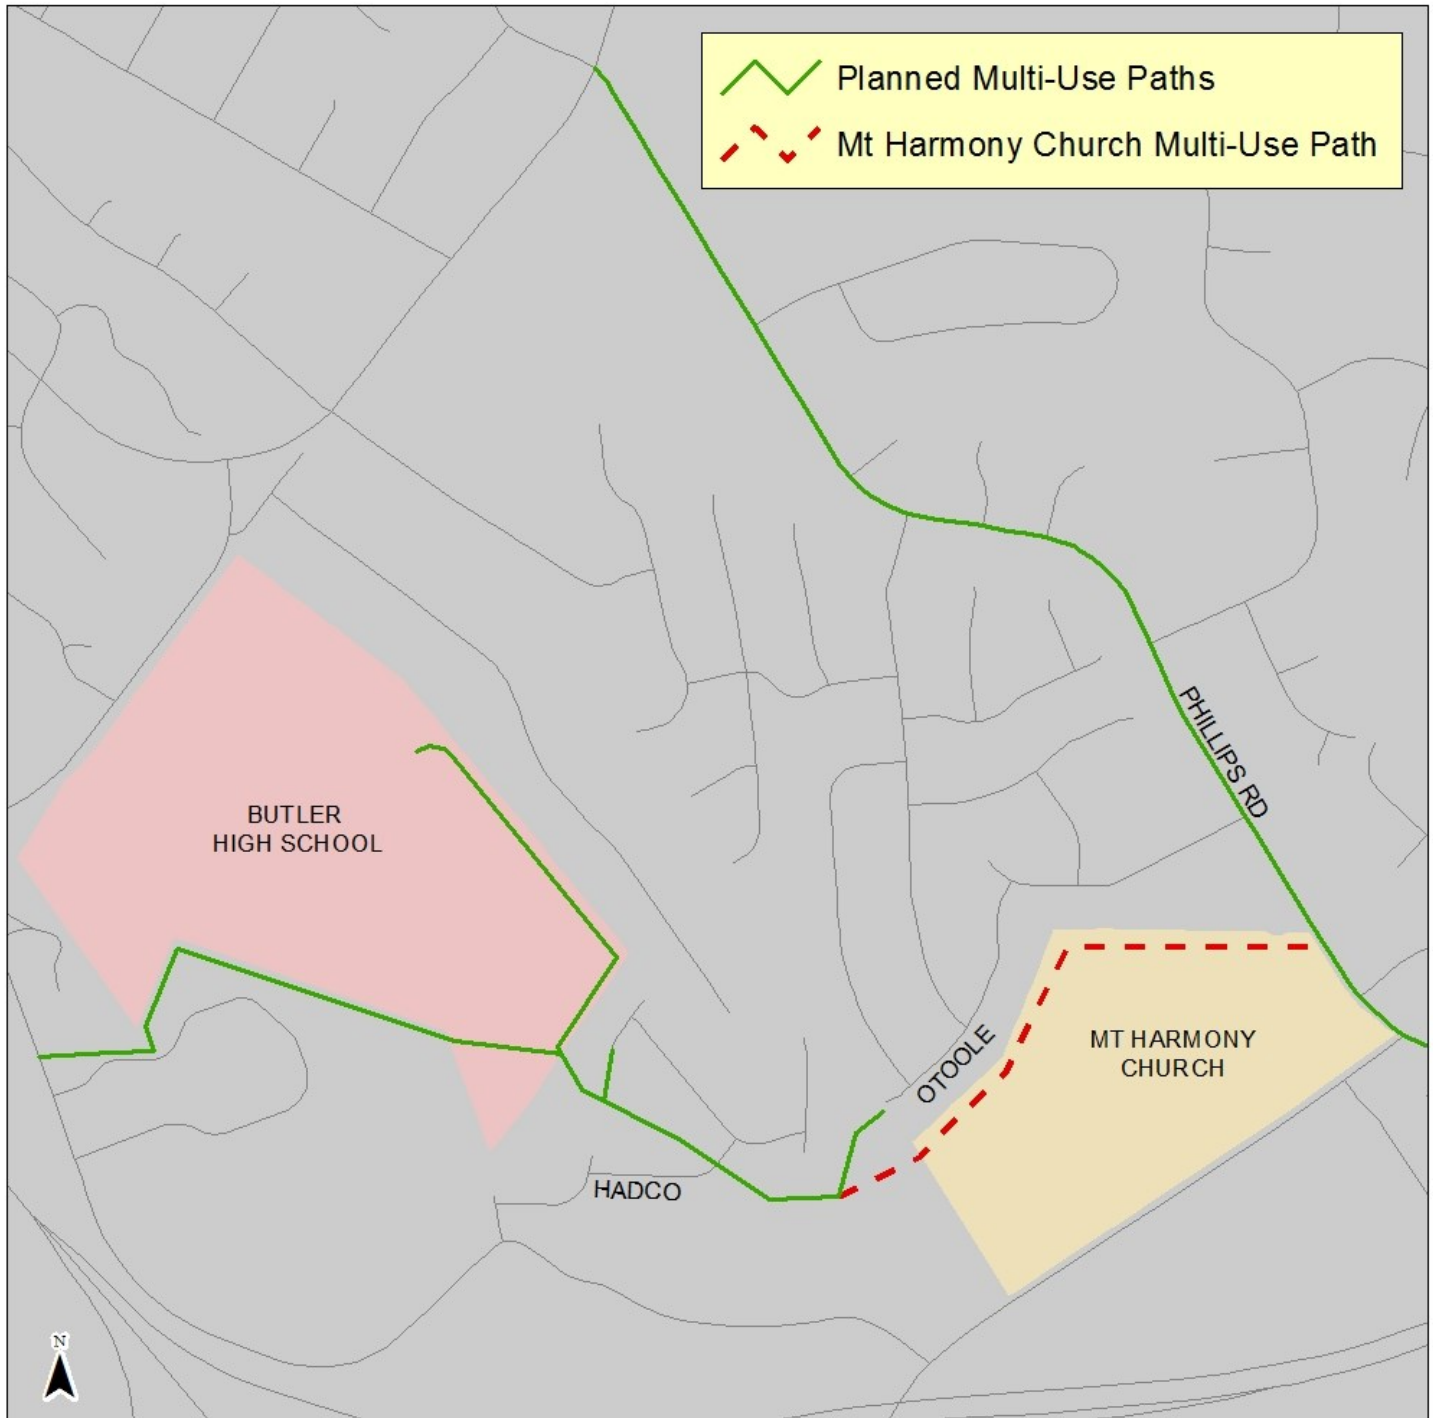 Planned Multi-Use Paths
Mt Harmony Church Multi-Use Path
PHILLIPS RD
BUTLER
HIGH SCHOOL
MT HARMONY
CHURCH
OTOOLE
HADCO
N